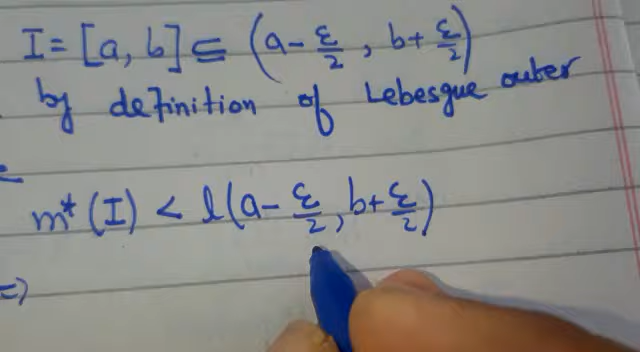 I = [a, b] ⊆ (a - ε/2 , b + ε/2)
by definition of Lebesgue outer
m* (I) < l(a - ε/2, b + ε/2)
=>